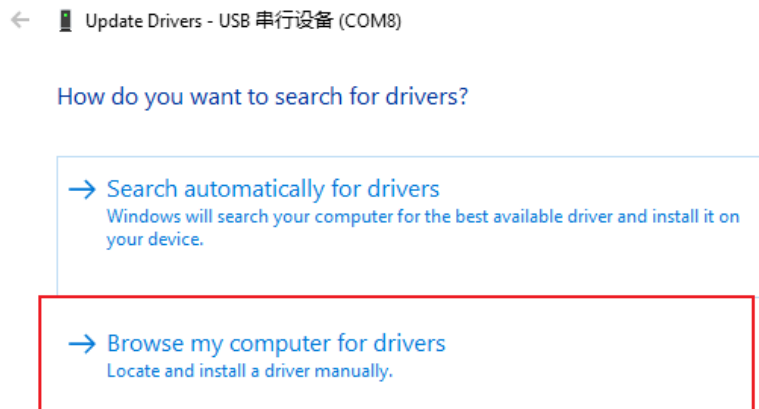 Update Drivers - USB 串行设备 (COM8)
How do you want to search for drivers?
Search automatically for drivers
Windows will search your computer for the best available driver and install it on
your device.
Browse my computer for drivers
Locate and install a driver manually.